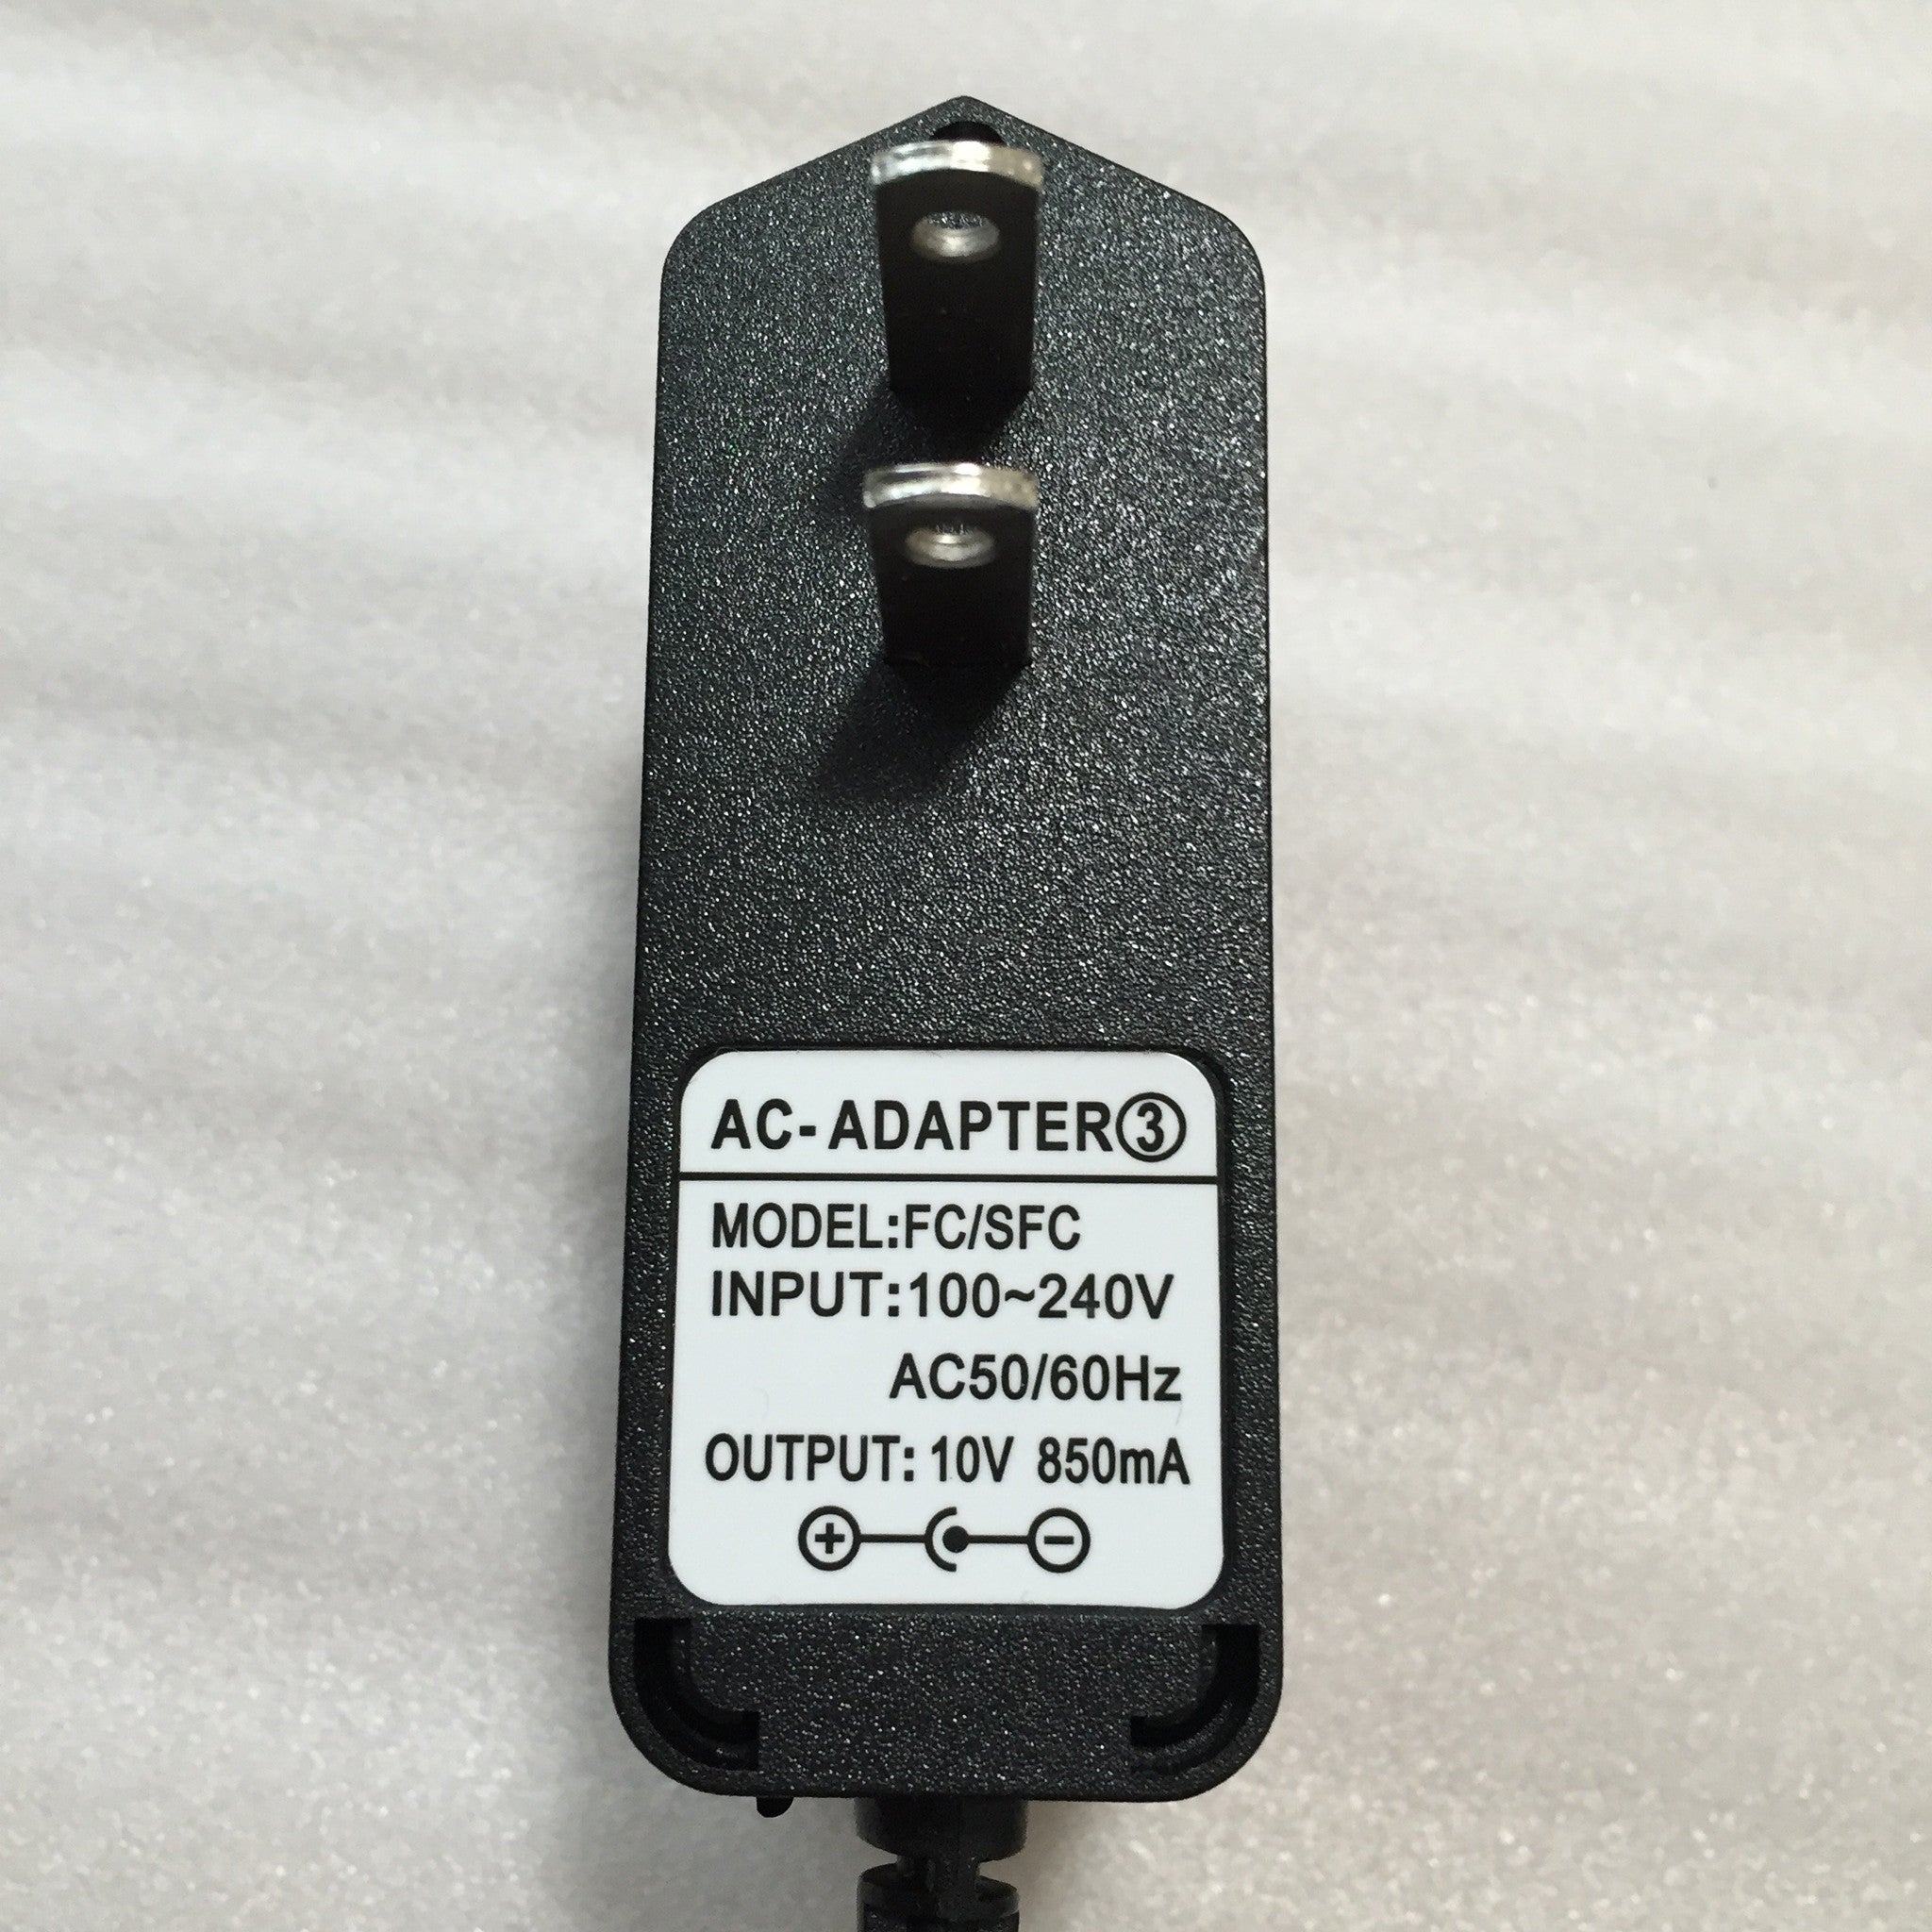 AC-ADAPTER③
MODEL:FC/SFC
INPUT:100~240V
AC50/60Hz
OUTPUT: 10V 850mA
+ −